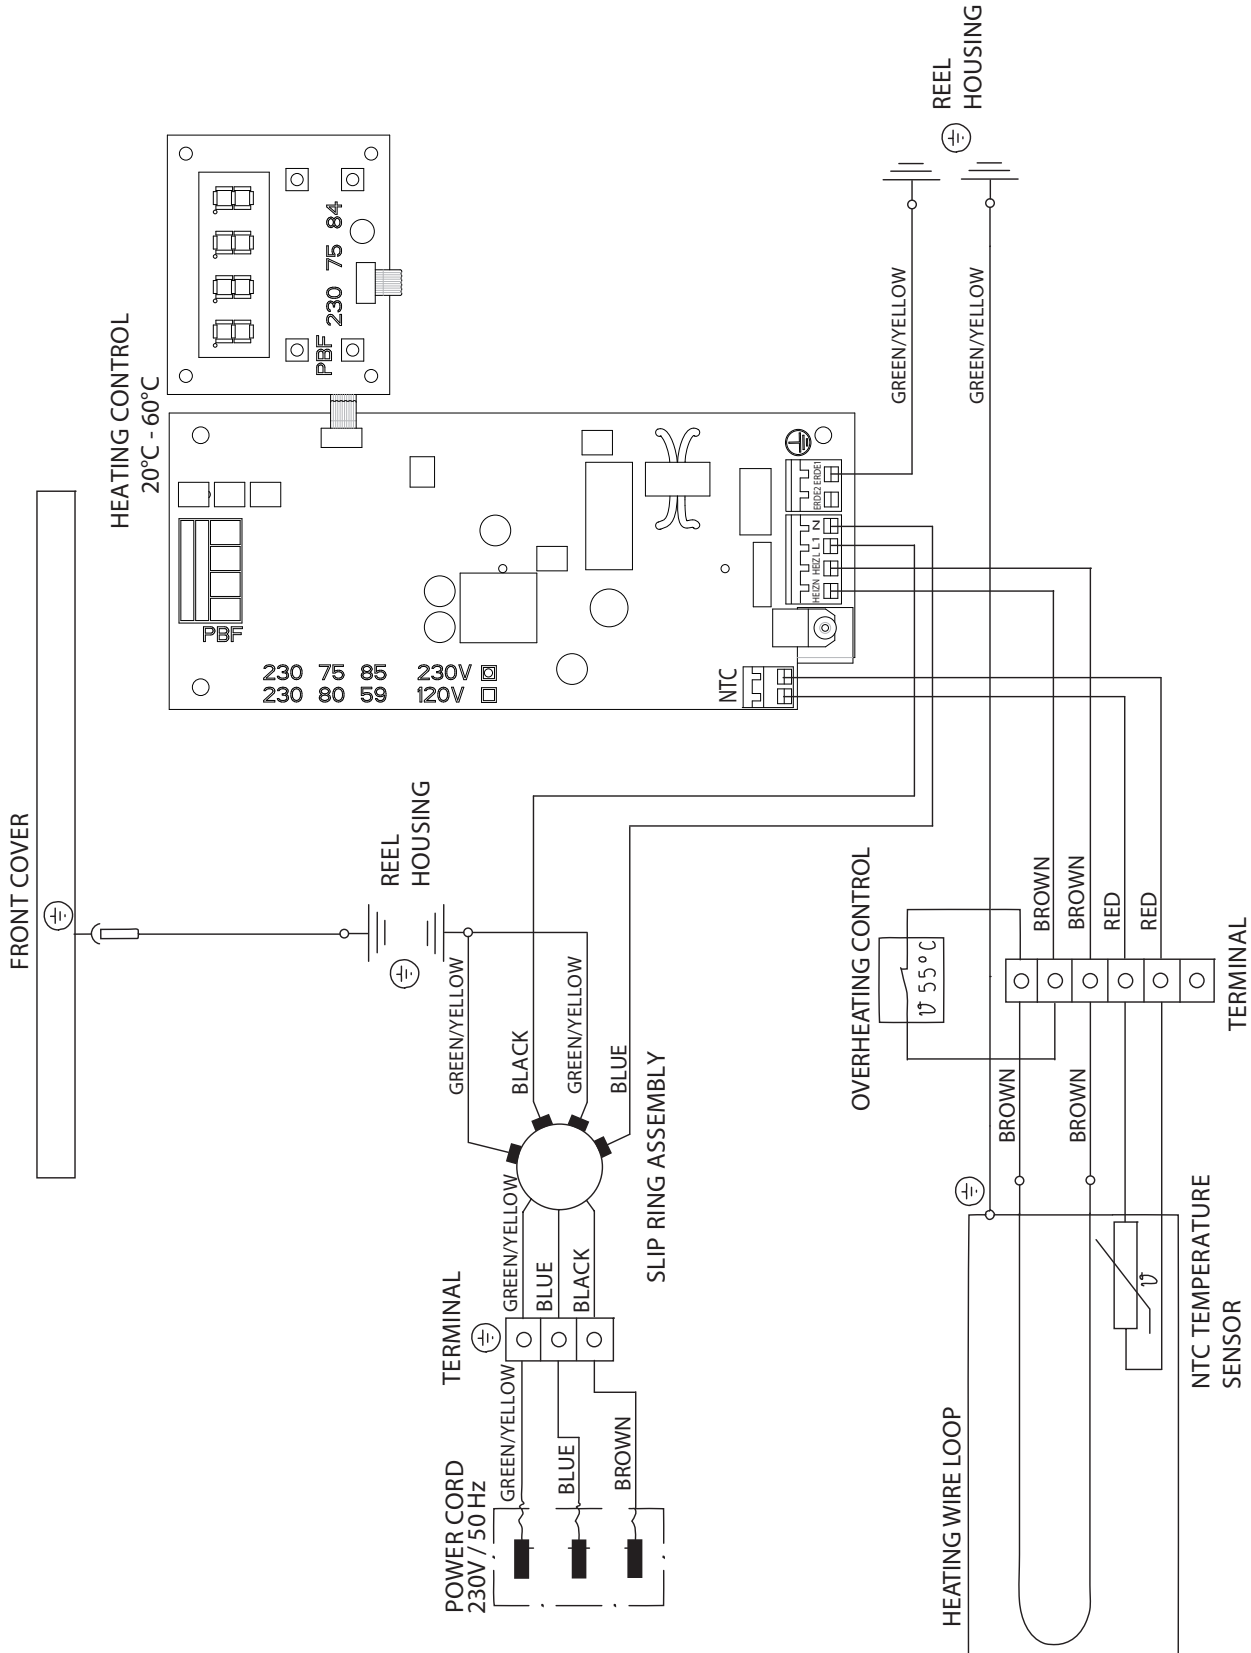 FRONT COVER
HEATING CONTROL
20°C - 60°C
PBF
230 75 84
PBF
230 75 85 230V
230 80 59 120V
NTC
HEIZN HEIZL L1 N
ERDE2 ERDE1
REEL
HOUSING
GREEN/YELLOW
GREEN/YELLOW
REEL
HOUSING
GREEN/YELLOW
BLACK
GREEN/YELLOW
BLUE
SLIP RING ASSEMBLY
TERMINAL
GREEN/YELLOW
BLUE
BLACK
POWER CORD
230V / 50 Hz
GREEN/YELLOW
BLUE
BROWN
OVERHEATING CONTROL
ϑ 55°C
BROWN
BROWN
RED
RED
TERMINAL
BROWN
BROWN
NTC TEMPERATURE
SENSOR
ϑ
HEATING WIRE LOOP